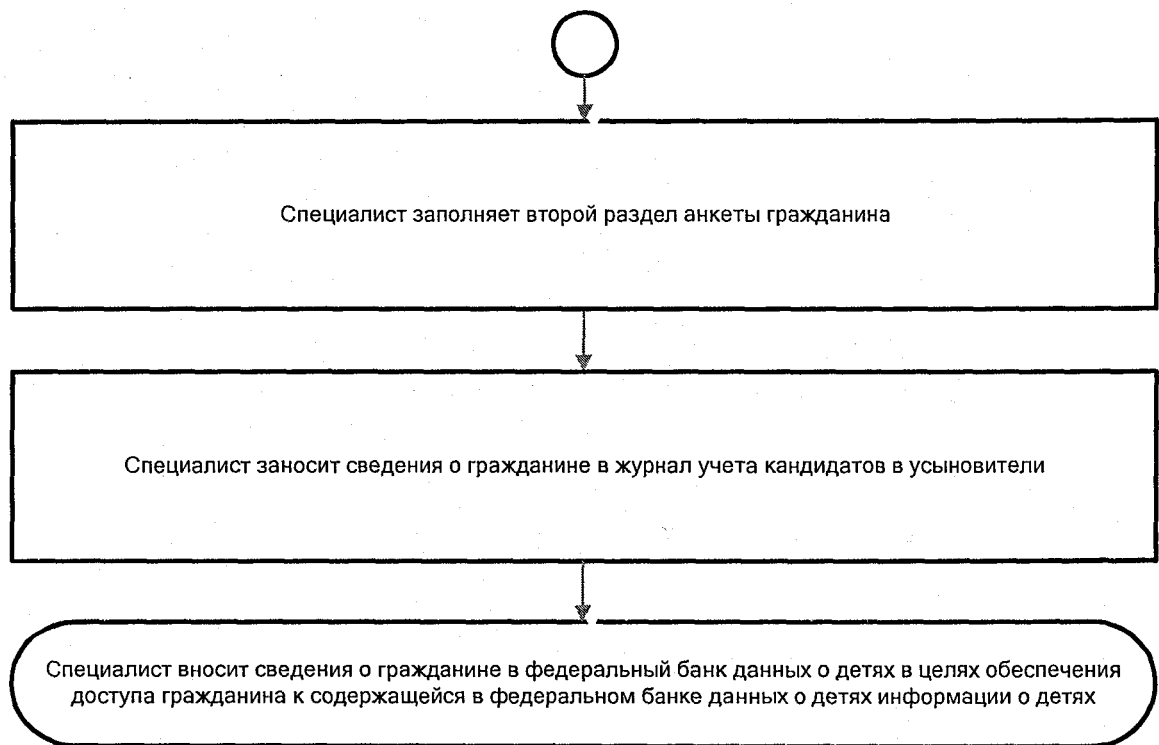 Специалист заполняет второй раздел анкеты гражданина
Специалист заносит сведения о гражданине в журнал учета кандидатов в усыновители
Специалист вносит сведения о гражданине в федеральный банк данных о детях в целях обеспечения
доступа гражданина к содержащейся в федеральном банке данных о детях информации о детях